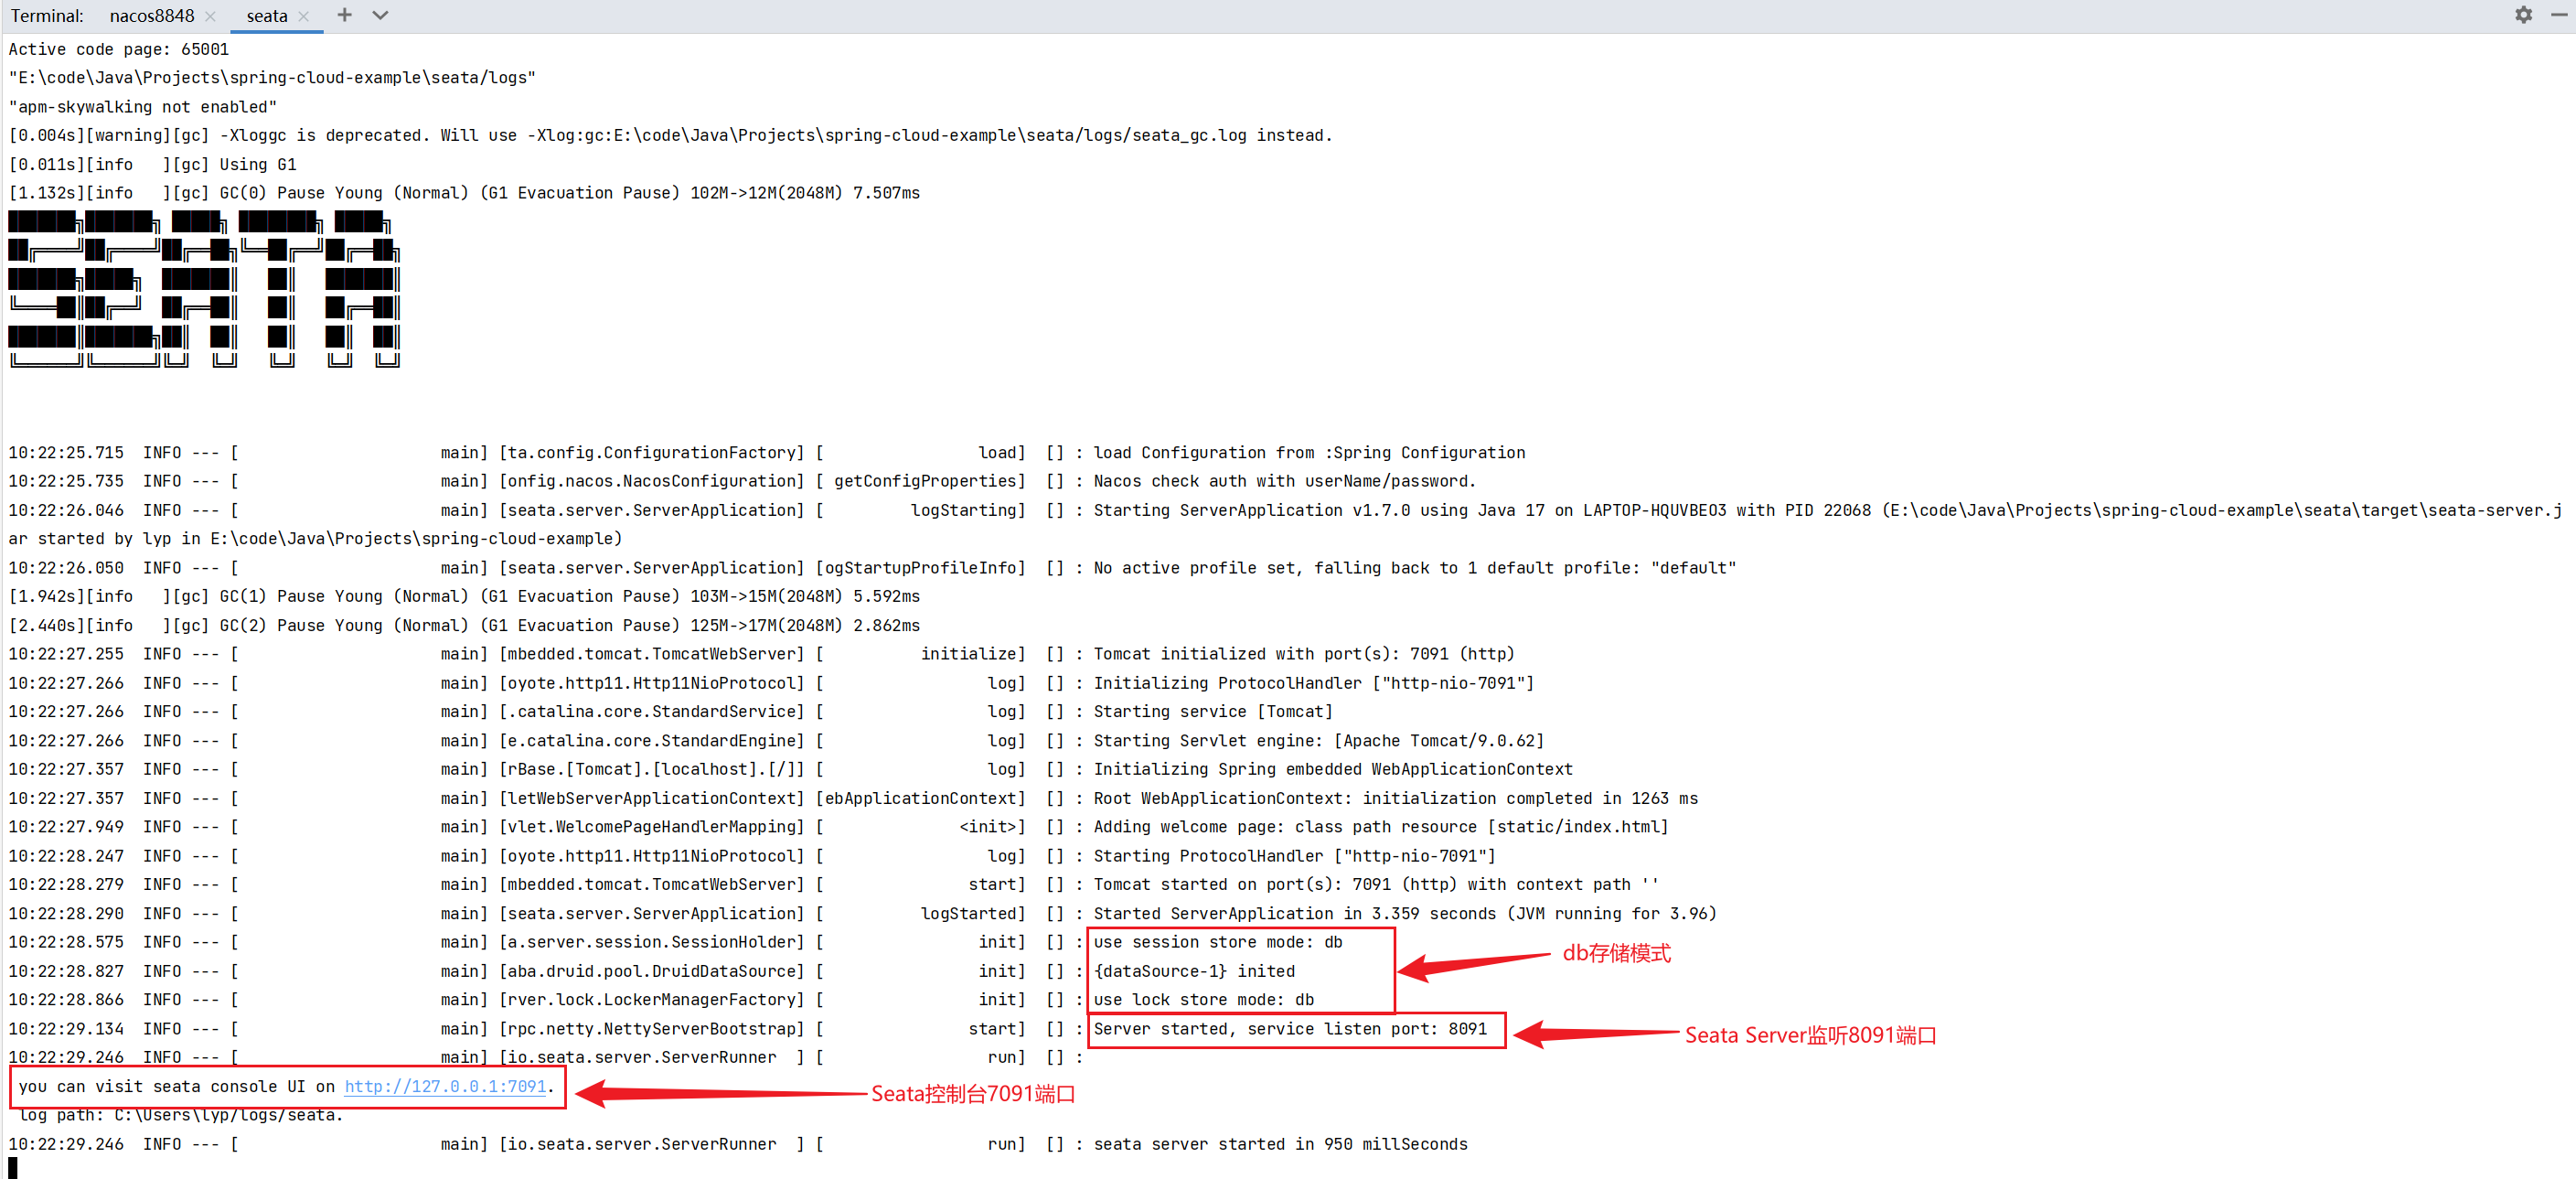 Terminal: nacos8848 × seata ×
Active code page: 65001
"E:\code\Java\Projects\spring-cloud-example\seata/logs"
"apm-skywalking not enabled"
[0.004s][warning][gc] -Xloggc is deprecated. Will use -Xlog:gc:E:\code\Java\Projects\spring-cloud-example\seata/logs/seata_gc.log instead.
[0.011s][info   ][gc] Using G1
[1.132s][info   ][gc] GC(0) Pause Young (Normal) (G1 Evacuation Pause) 102M->12M(2048M) 7.507ms
SEATA
10:22:25.715  INFO --- [                     main] [ta.config.ConfigurationFactory] [                load]  [] : load Configuration from :Spring Configuration
10:22:25.735  INFO --- [                     main] [onfig.nacos.NacosConfiguration] [ getConfigProperties]  [] : Nacos check auth with userName/password.
10:22:26.046  INFO --- [                     main] [seata.server.ServerApplication] [         logStarting]  [] : Starting ServerApplication v1.7.0 using Java 17 on LAPTOP-HQUVBEO3 with PID 22068 (E:\code\Java\Projects\spring-cloud-example\seata\target\seata-server.j
ar started by lyp in E:\code\Java\Projects\spring-cloud-example)
10:22:26.050  INFO --- [                     main] [seata.server.ServerApplication] [ogStartupProfileInfo]  [] : No active profile set, falling back to 1 default profile: "default"
[1.942s][info   ][gc] GC(1) Pause Young (Normal) (G1 Evacuation Pause) 103M->15M(2048M) 5.592ms
[2.440s][info   ][gc] GC(2) Pause Young (Normal) (G1 Evacuation Pause) 125M->17M(2048M) 2.862ms
10:22:27.255  INFO --- [                     main] [mbedded.tomcat.TomcatWebServer] [          initialize]  [] : Tomcat initialized with port(s): 7091 (http)
10:22:27.266  INFO --- [                     main] [oyote.http11.Http11NioProtocol] [                 log]  [] : Initializing ProtocolHandler ["http-nio-7091"]
10:22:27.266  INFO --- [                     main] [.catalina.core.StandardService] [                 log]  [] : Starting service [Tomcat]
10:22:27.266  INFO --- [                     main] [e.catalina.core.StandardEngine] [                 log]  [] : Starting Servlet engine: [Apache Tomcat/9.0.62]
10:22:27.357  INFO --- [                     main] [rBase.[Tomcat].[localhost].[/]] [                 log]  [] : Initializing Spring embedded WebApplicationContext
10:22:27.357  INFO --- [                     main] [letWebServerApplicationContext] [ebApplicationContext]  [] : Root WebApplicationContext: initialization completed in 1263 ms
10:22:27.949  INFO --- [                     main] [vlet.WelcomePageHandlerMapping] [              <init>]  [] : Adding welcome page: class path resource [static/index.html]
10:22:28.247  INFO --- [                     main] [oyote.http11.Http11NioProtocol] [                 log]  [] : Starting ProtocolHandler ["http-nio-7091"]
10:22:28.279  INFO --- [                     main] [mbedded.tomcat.TomcatWebServer] [               start]  [] : Tomcat started on port(s): 7091 (http) with context path ''
10:22:28.290  INFO --- [                     main] [seata.server.ServerApplication] [          logStarted]  [] : Started ServerApplication in 3.359 seconds (JVM running for 3.96)
10:22:28.575  INFO --- [                     main] [a.server.session.SessionHolder] [                init]  [] : use session store mode: db
db存储模式
10:22:28.827  INFO --- [                     main] [aba.druid.pool.DruidDataSource] [                init]  [] : {dataSource-1} inited
10:22:28.866  INFO --- [                     main] [rver.lock.LockerManagerFactory] [                init]  [] : use lock store mode: db
10:22:29.134  INFO --- [                     main] [rpc.netty.NettyServerBootstrap] [               start]  [] : Server started, service listen port: 8091
Seata Server监听8091端口
10:22:29.246  INFO --- [                     main] [io.seata.server.ServerRunner  ] [                 run]  [] :
you can visit seata console UI on http://127.0.0.1:7091.
Seata控制台7091端口
log path: C:\Users\lyp/logs/seata.
10:22:29.246  INFO --- [                     main] [io.seata.server.ServerRunner  ] [                 run]  [] : seata server started in 950 millSeconds